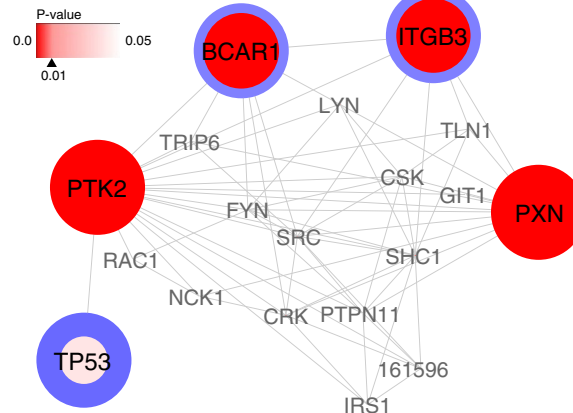 P-value
0.0
0.05
0.01
BCAR1
ITGB3
LYN
TRIP6
TLN1
CSK
PTK2
GIT1
FYN
PXN
SRC
SHC1
RAC1
NCK1
CRK
PTPN11
TP53
161596
IRS1